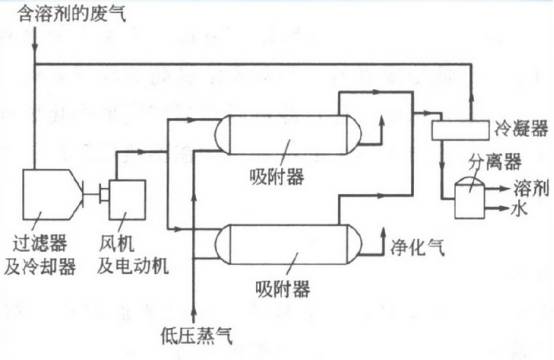 含溶剂的废气
冷凝器
吸附器
分离器
溶剂
水
过滤器
及冷却器
风机
及电动机
净化气
吸附器
低压蒸气